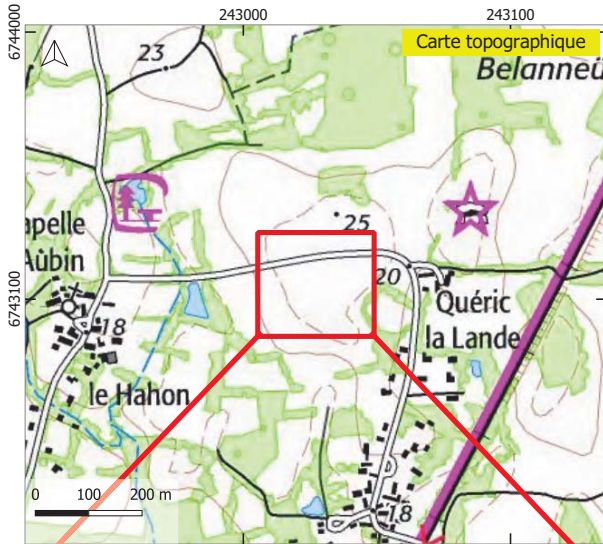 243000 243100
6744000
Carte topographique
23
Belanneü
25
apelle
Aubin
20
6743100
Quéric
la Lande
18
le Hahon
0 100 200 m
18